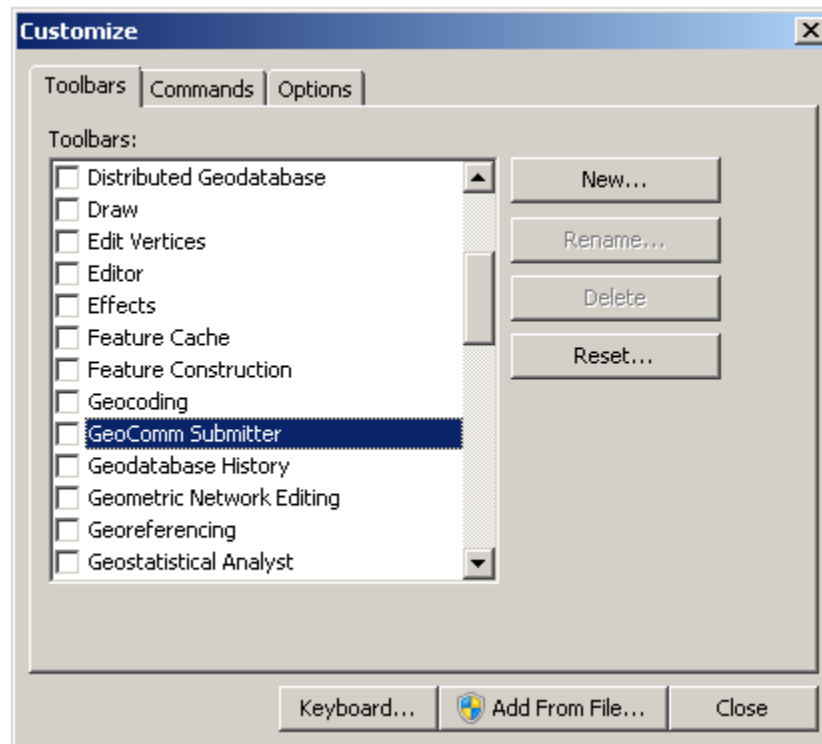 Customize
Toolbars Commands Options
Toolbars:
Distributed Geodatabase
Draw
Edit Vertices
Editor
Effects
Feature Cache
Feature Construction
Geocoding
GeoComm Submitter
Geodatabase History
Geometric Network Editing
Georeferencing
Geostatistical Analyst
New...
Rename...
Delete
Reset...
Keyboard... Add From File... Close